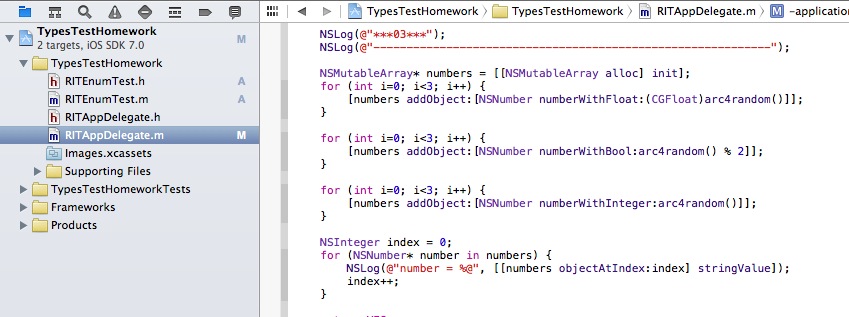 TypesTestHomework 〉 TypesTestHomework 〉 RITAppDelegate.m 〉 M -application
TypesTestHomework M
2 targets, iOS SDK 7.0
TypesTestHomework
RITEnumTest.h A
RITEnumTest.m A
RITAppDelegate.h
RITAppDelegate.m M
Images.xcassets
Supporting Files
TypesTestHomeworkTests
Frameworks
Products
NSLog(@"***03***");
NSLog(@"----------------------------------------------------------");
NSMutableArray* numbers = [[NSMutableArray alloc] init];
for (int i=0; i<3; i++) {
[numbers addObject:[NSNumber numberWithFloat:(CGFloat)arc4random()]];
}
for (int i=0; i<3; i++) {
[numbers addObject:[NSNumber numberWithBool:arc4random() % 2]];
}
for (int i=0; i<3; i++) {
[numbers addObject:[NSNumber numberWithInteger:arc4random()]];
}
NSInteger index = 0;
for (NSNumber* number in numbers) {
NSLog(@"number = %@", [[numbers objectAtIndex:index] stringValue]);
index++;
}